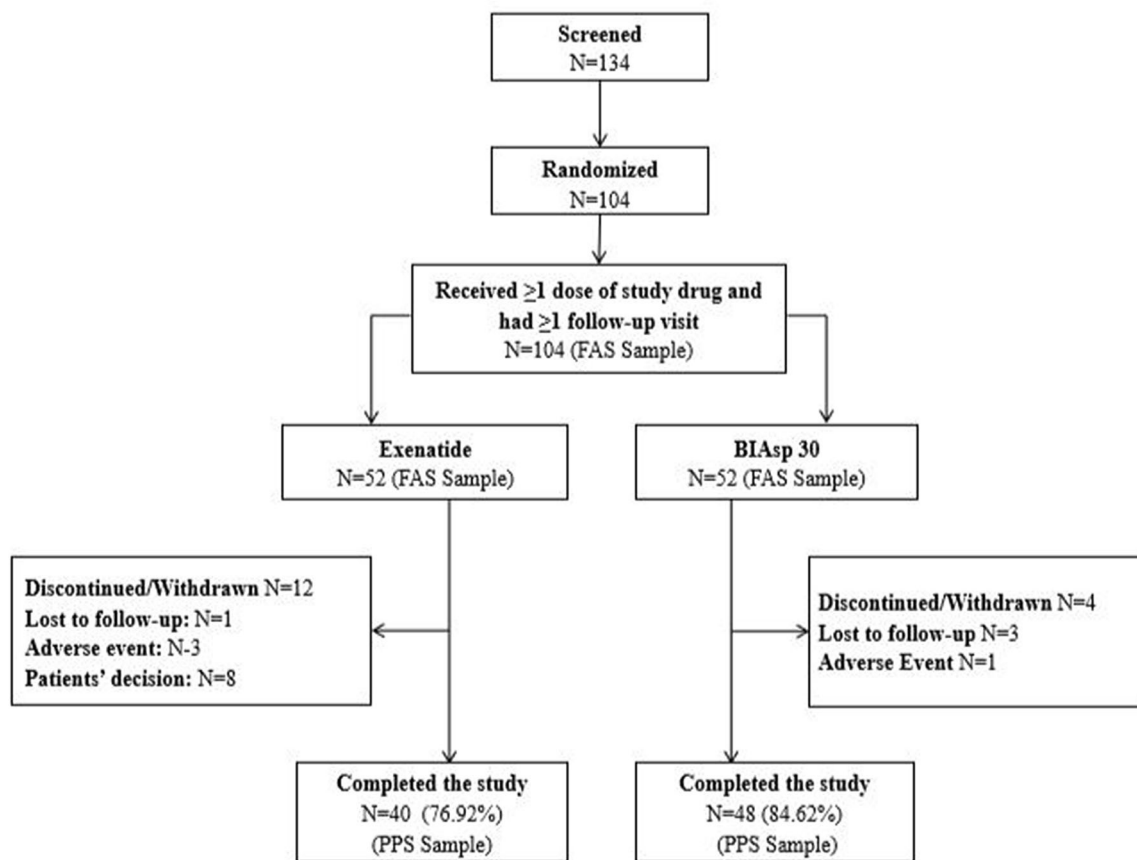 Screened
N=134
Randomized
N=104
Received ≥1 dose of study drug and
had ≥1 follow-up visit
N=104 (FAS Sample)
Exenatide
N=52 (FAS Sample)
BIAsp 30
N=52 (FAS Sample)
Discontinued/Withdrawn N=12
Lost to follow-up: N=1
Adverse event: N-3
Patients’ decision: N=8
Discontinued/Withdrawn N=4
Lost to follow-up N=3
Adverse Event N=1
Completed the study
N=40 (76.92%)
(PPS Sample)
Completed the study
N=48 (84.62%)
(PPS Sample)